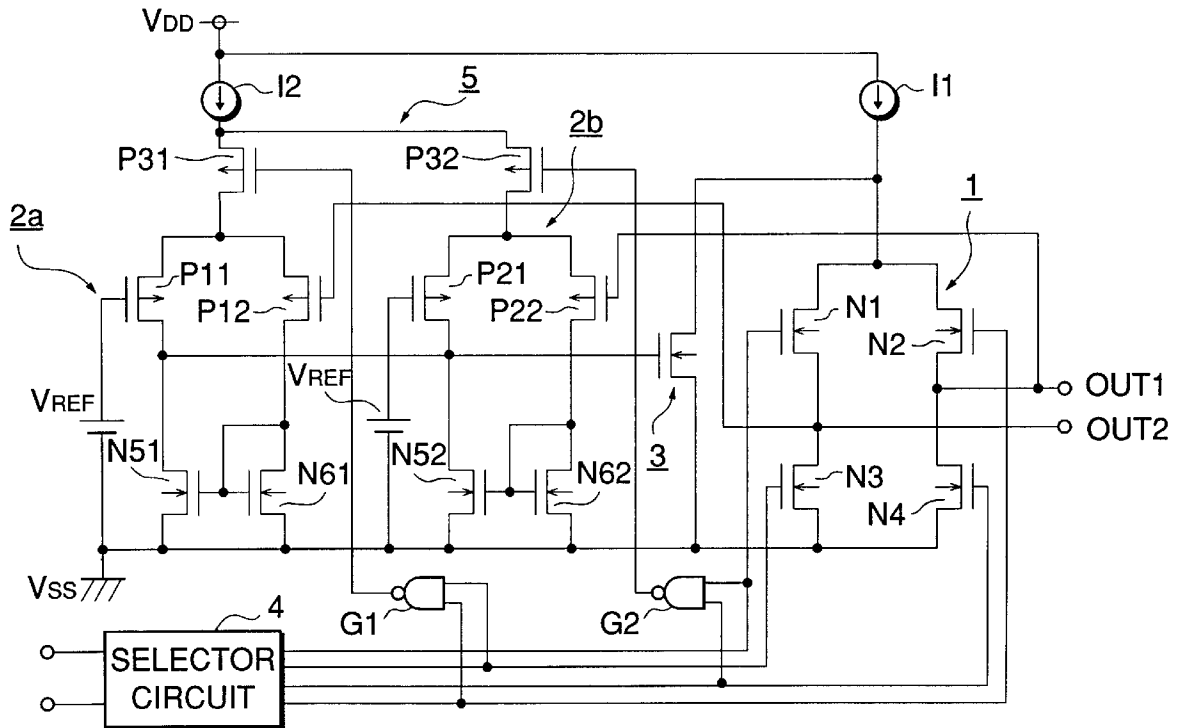 VDD
I2
5
I1
2b
P31
P32
1
2a
P11
P12
P21
P22
N1
N2
VREF
VREF
OUT1
OUT2
N51
N61
N52
N62
3
N3
N4
VSS
G1
G2
4
SELECTOR
CIRCUIT